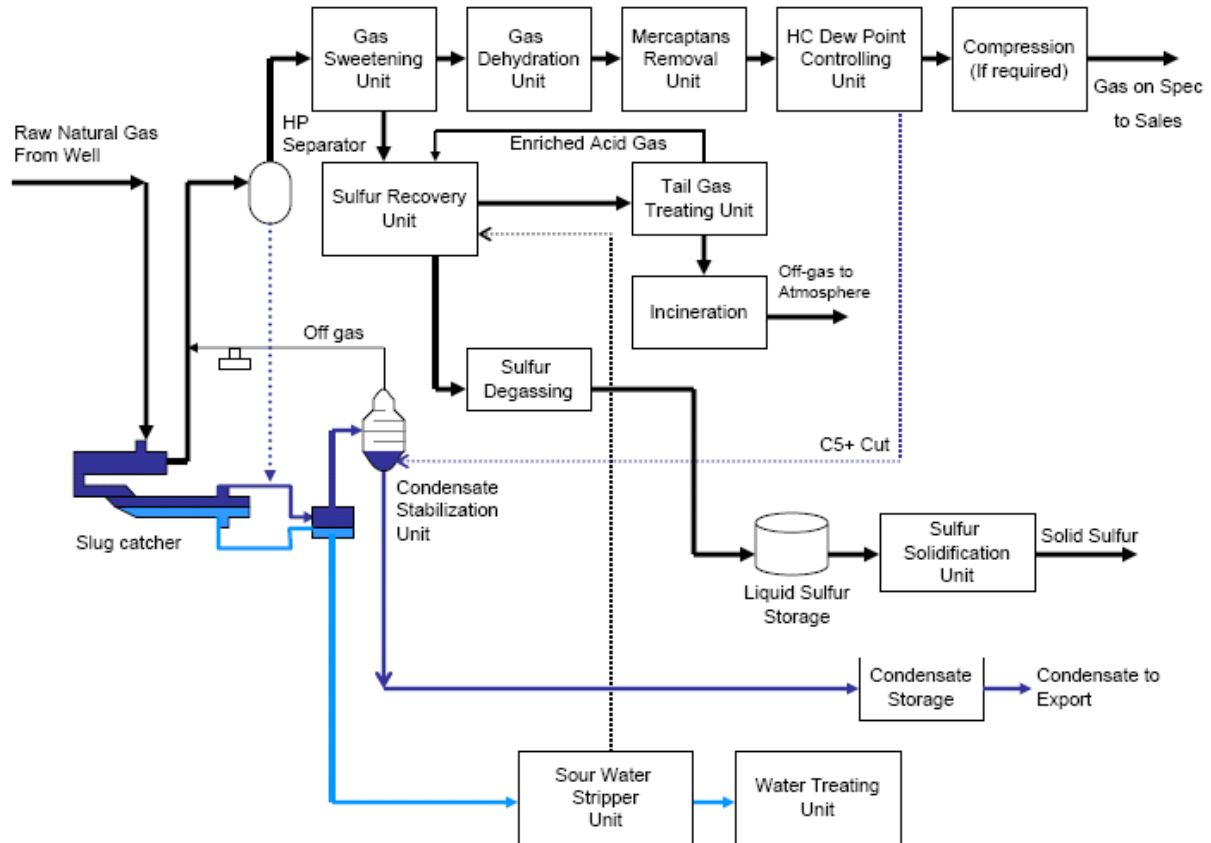 Gas
Sweetening
Unit
Gas
Dehydration
Unit
Mercaptans
Removal
Unit
HC Dew Point
Controlling
Unit
Compression
(If required)
Gas on Spec
to Sales
Raw Natural Gas
From Well
HP
Separator
Enriched Acid Gas
Sulfur Recovery
Unit
Tail Gas
Treating Unit
Off-gas to
Atmosphere
Incineration
Off gas
Sulfur
Degassing
C5+ Cut
Condensate
Stabilization
Unit
Slug catcher
Liquid Sulfur
Storage
Sulfur
Solidification
Unit
Solid Sulfur
Condensate
Storage
Condensate to
Export
Sour Water
Stripper
Unit
Water Treating
Unit